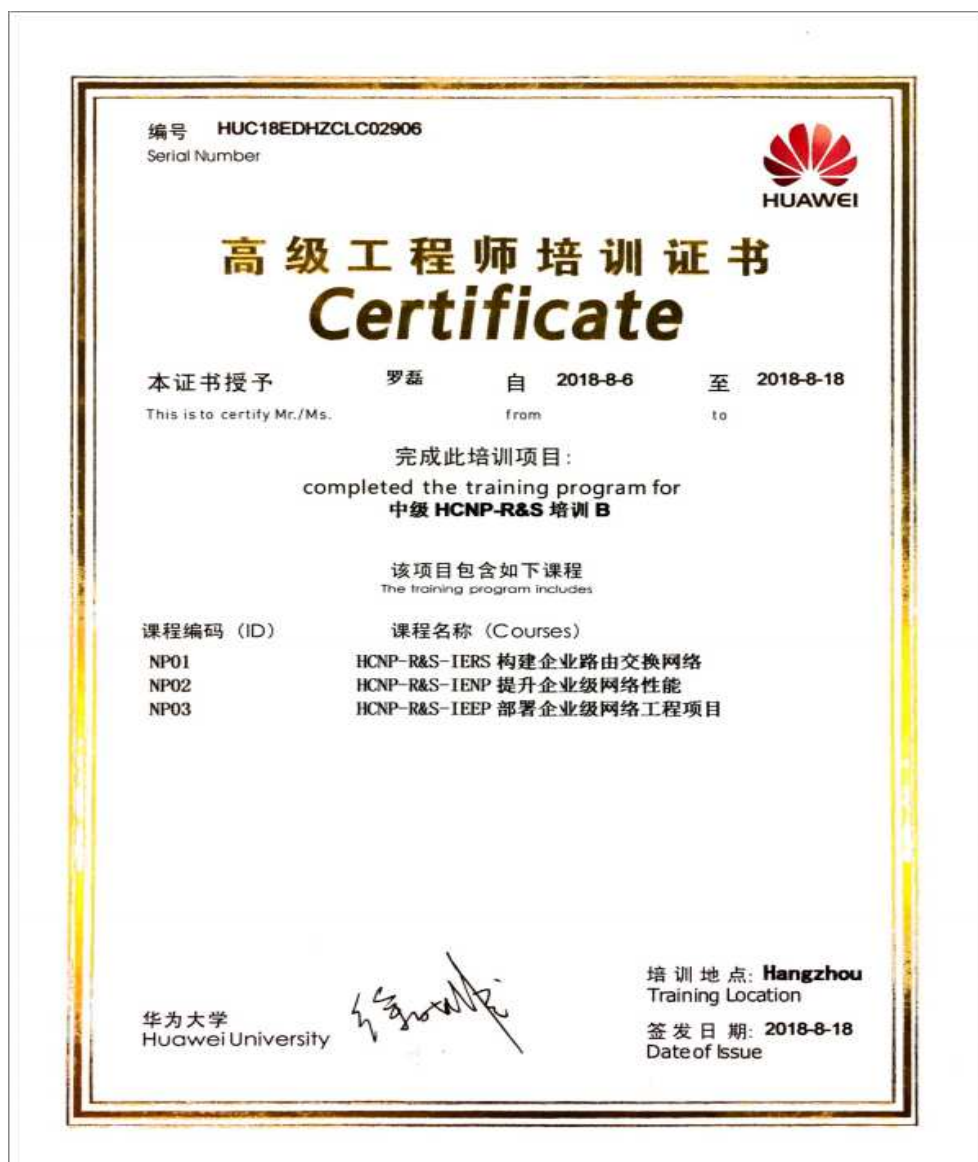 编号 HUC18EDHZCLC02906
Serial Number
HUAWEI
高级工程师培训证书
Certificate
本证书授予 罗磊 自 2018-8-6 至 2018-8-18
This is to certify Mr./Ms. from to
完成此培训项目:
completed the training program for
中级 HCNP-R&S 培训 B
该项目包含如下课程
The training program includes
课程编码 (ID) 课程名称 (Courses)
NP01 HCNP-R&S-IERS 构建企业路由交换网络
NP02 HCNP-R&S-IENP 提升企业级网络性能
NP03 HCNP-R&S-IEEP 部署企业级网络工程项目
培训地点: Hangzhou
Training Location
华为大学
Huawei University
签发日期: 2018-8-18
Date of Issue